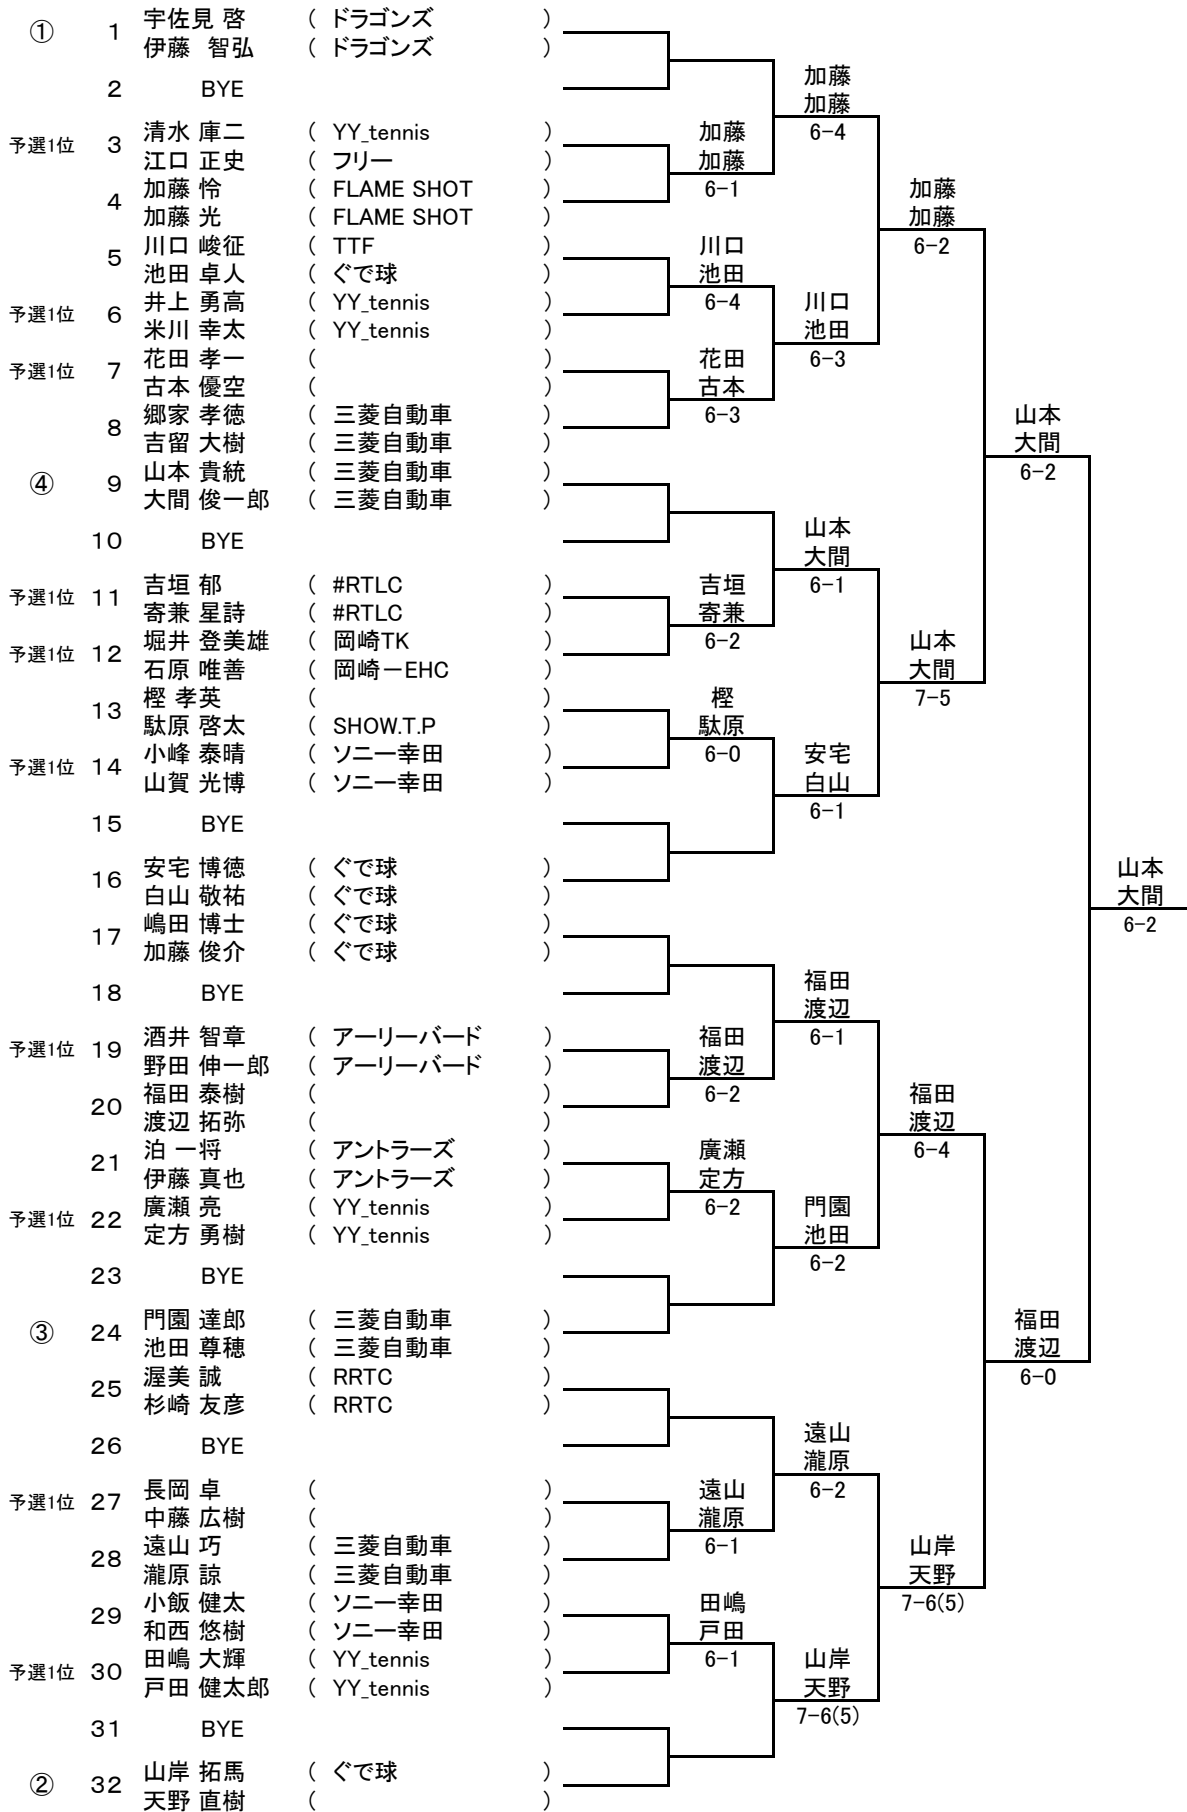 ① 1 宇佐見 啓 ( ドラゴンズ )
伊藤 智弘 ( ドラゴンズ )
2 BYE
予選1位 3 清水 庫二 ( YY_tennis )
江口 正史 ( フリー )
4 加藤 怜 ( FLAME SHOT )
加藤 光 ( FLAME SHOT )
5 川口 峻征 ( TTF )
池田 卓人 ( ぐで球 )
予選1位 6 井上 勇高 ( YY_tennis )
米川 幸太 ( YY_tennis )
予選1位 7 花田 孝一 ( )
古本 優空 ( )
8 郷家 孝徳 ( 三菱自動車 )
吉留 大樹 ( 三菱自動車 )
④ 9 山本 貴統 ( 三菱自動車 )
大間 俊一郎 ( 三菱自動車 )
10 BYE
予選1位 11 吉垣 郁 ( #RTLC )
寄兼 星詩 ( #RTLC )
予選1位 12 堀井 登美雄 ( 岡崎TK )
石原 唯善 ( 岡崎－EHC )
13 樫 孝英 ( )
駄原 啓太 ( SHOW.T.P )
予選1位 14 小峰 泰晴 ( ソニー幸田 )
山賀 光博 ( ソニー幸田 )
15 BYE
16 安宅 博徳 ( ぐで球 )
白山 敬祐 ( ぐで球 )
17 嶋田 博士 ( ぐで球 )
加藤 俊介 ( ぐで球 )
18 BYE
予選1位 19 酒井 智章 ( アーリーバード )
野田 伸一郎 ( アーリーバード )
20 福田 泰樹 ( )
渡辺 拓弥 ( )
21 泊 一将 ( アントラーズ )
伊藤 真也 ( アントラーズ )
予選1位 22 廣瀬 亮 ( YY_tennis )
定方 勇樹 ( YY_tennis )
23 BYE
③ 24 門園 達郎 ( 三菱自動車 )
池田 尊穂 ( 三菱自動車 )
25 渥美 誠 ( RRTC )
杉崎 友彦 ( RRTC )
26 BYE
予選1位 27 長岡 卓 ( )
中藤 広樹 ( )
28 遠山 巧 ( 三菱自動車 )
瀧原 諒 ( 三菱自動車 )
29 小飯 健太 ( ソニー幸田 )
和西 悠樹 ( ソニー幸田 )
予選1位 30 田嶋 大輝 ( YY_tennis )
戸田 健太郎 ( YY_tennis )
31 BYE
② 32 山岸 拓馬 ( ぐで球 )
天野 直樹 ( )
加藤
加藤
6-1
川口
池田
6-4
花田
古本
6-3
吉垣
寄兼
6-2
樫
駄原
6-0
福田
渡辺
6-2
廣瀬
定方
6-2
遠山
瀧原
6-1
田嶋
戸田
6-1
加藤
加藤
6-4
川口
池田
6-3
山本
大間
6-1
安宅
白山
6-1
福田
渡辺
6-1
門園
池田
6-2
遠山
瀧原
6-2
山岸
天野
7-6(5)
加藤
加藤
6-2
山本
大間
7-5
福田
渡辺
6-4
山岸
天野
7-6(5)
山本
大間
6-2
福田
渡辺
6-0
山本
大間
6-2